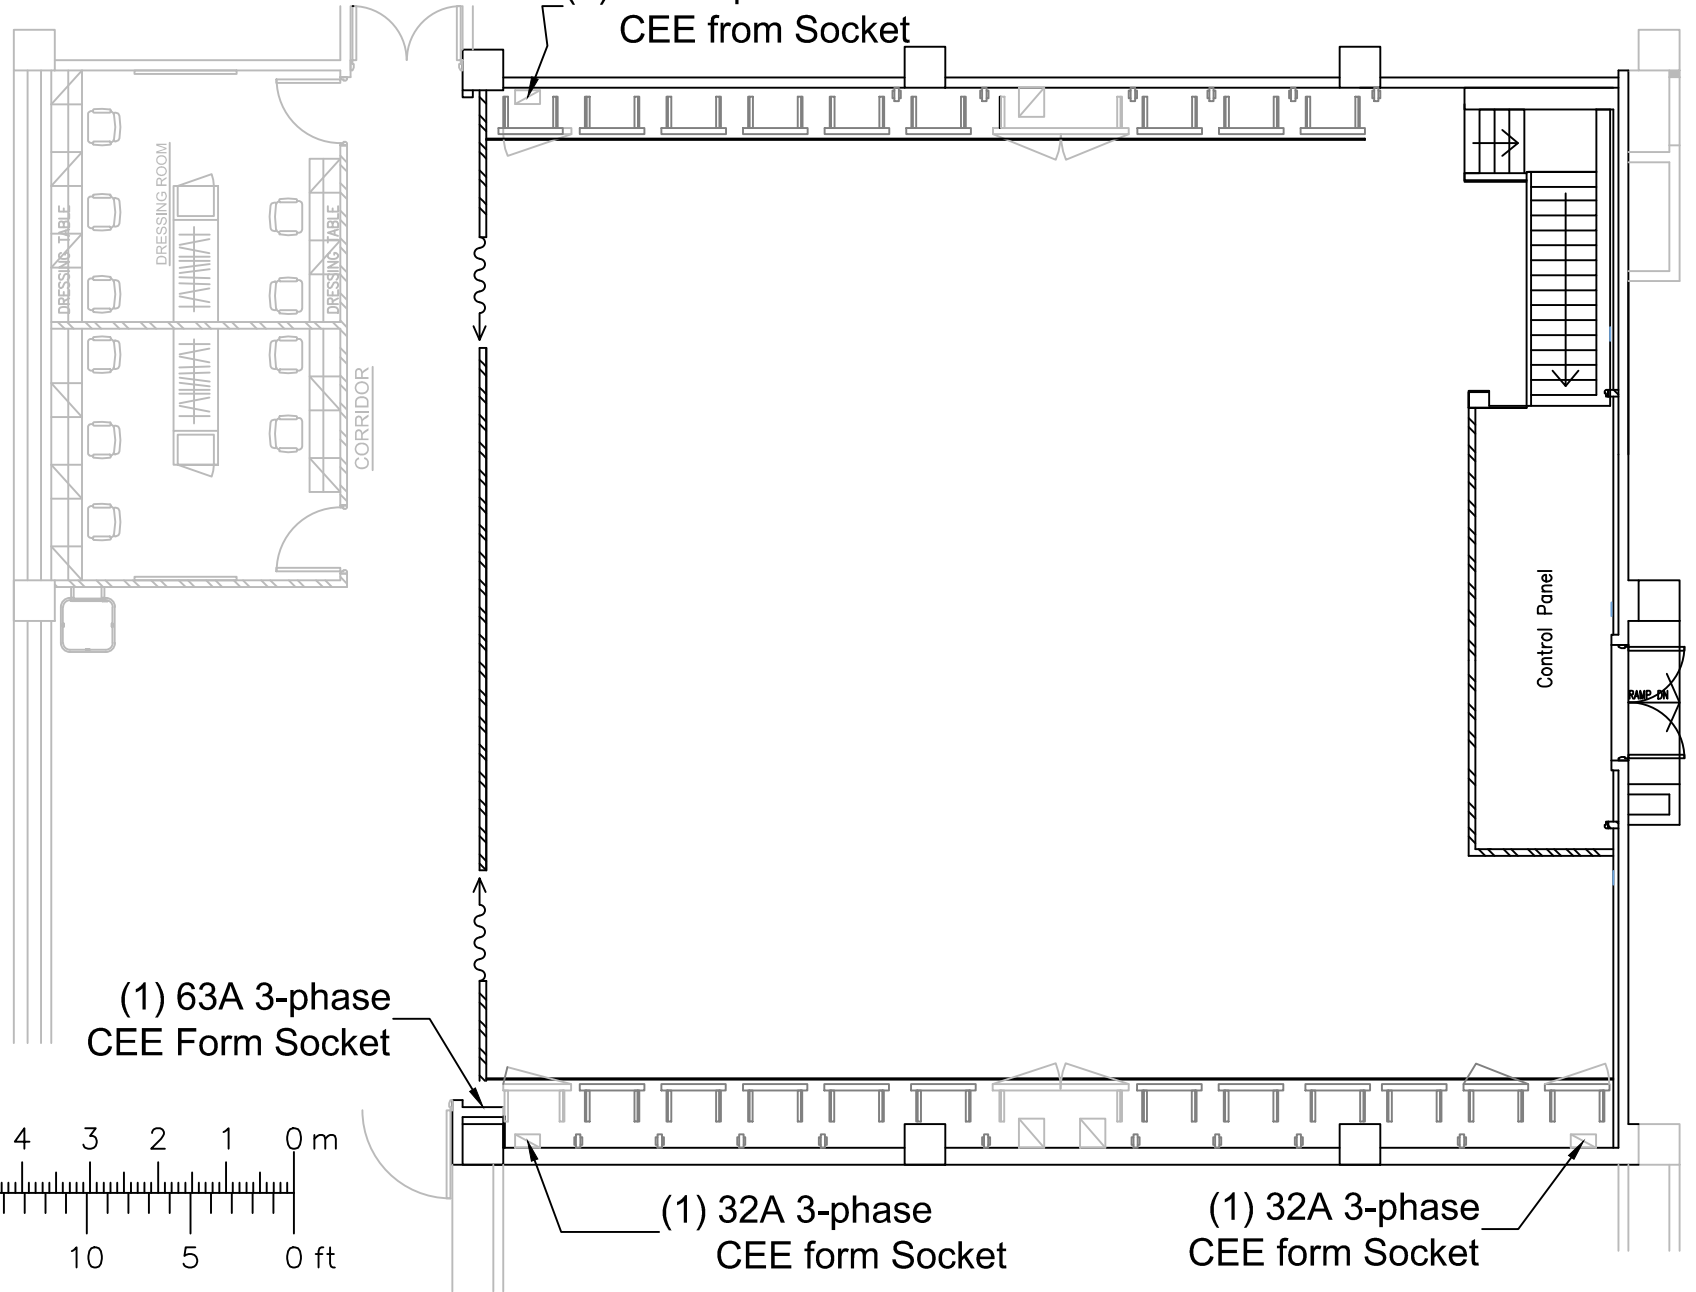 CEE from Socket
DRESSING ROOM
DRESSING TABLE
DRESSING TABLE
CORRIDOR
Control Panel
RAMP DN
(1) 63A 3-phase
CEE Form Socket
4 3 2 1 0 m
10 5 0 ft
(1) 32A 3-phase
CEE form Socket
(1) 32A 3-phase
CEE form Socket